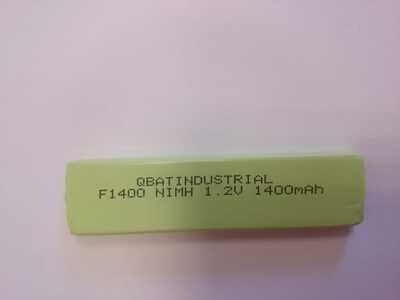 QBATINDUSTRIAL
F1400 NIMH 1.2V 1400mAh